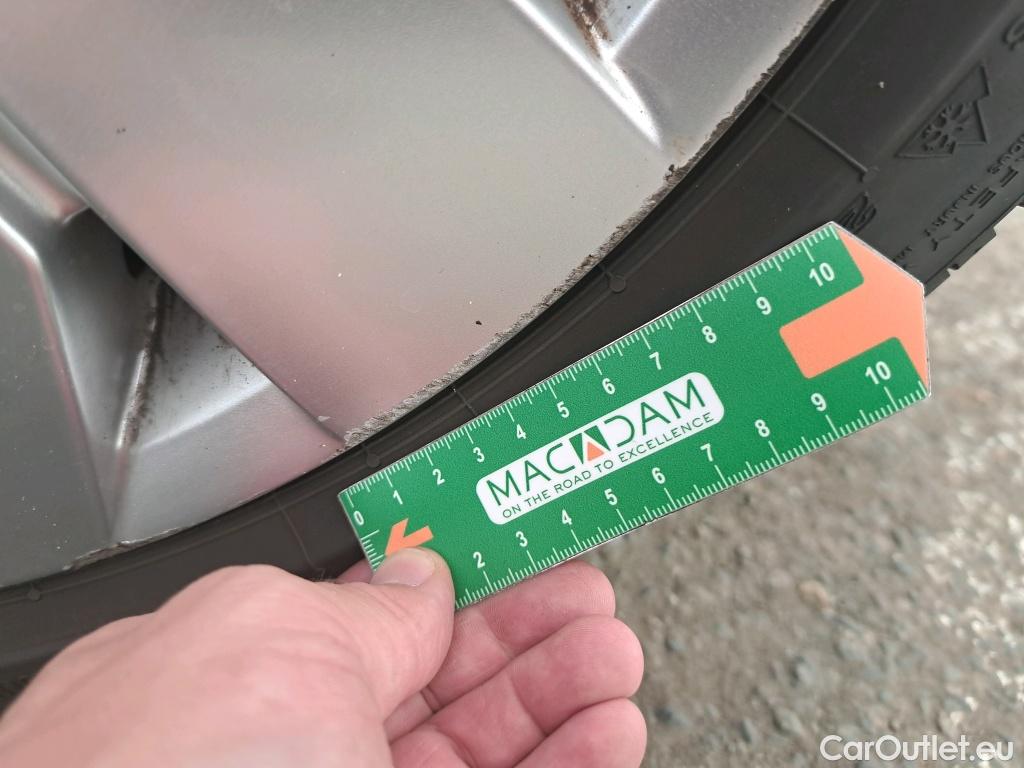 0 1 2 3 4 5 6 7 8 9 10
MACADAM
ON THE ROAD TO EXCELLENCE
2 3 4 5 6 7 8 9 10
CarOutlet.eu